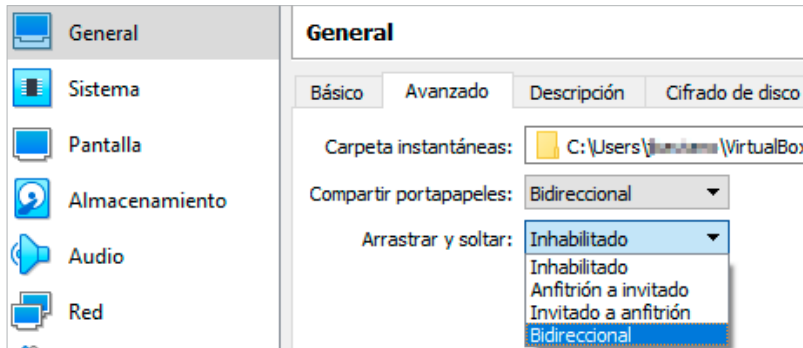 General
Sistema
Pantalla
Almacenamiento
Audio
Red
General
Básico Avanzado Descripción Cifrado de disco
Carpeta instantáneas: C:\Users\ \VirtualBox
Compartir portapapeles: Bidireccional
Arrastrar y soltar: Inhabilitado
Inhabilitado
Anfitrión a invitado
Invitado a anfitrión
Bidireccional